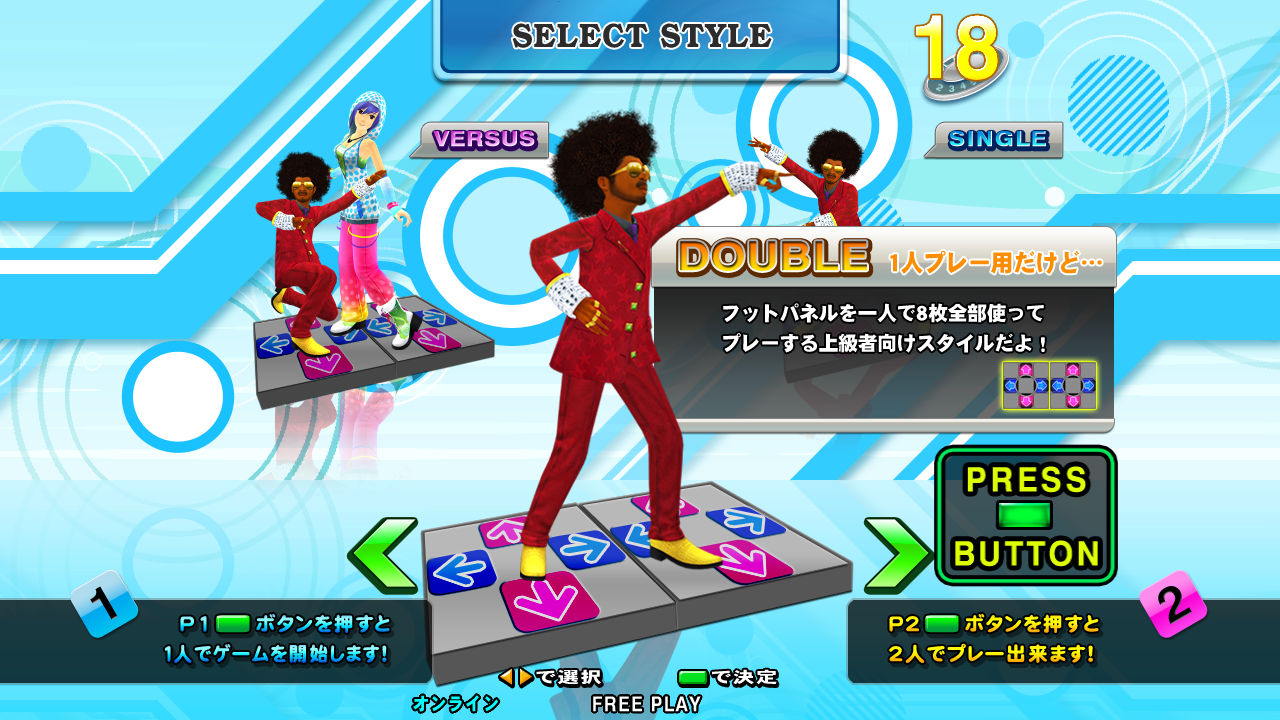 SELECT STYLE
18
2 3 4
VERSUS
SINGLE
DOUBLE 1人プレー用だけど…
フットパネルを一人で8枚全部使って
プレーする上級者向けスタイルだよ！
PRESS
BUTTON
1
P1 ボタンを押すと
1人でゲームを開始します!
2
P2 ボタンを押すと
2人でプレー出来ます!
で選択
で決定
オンライン
FREE PLAY